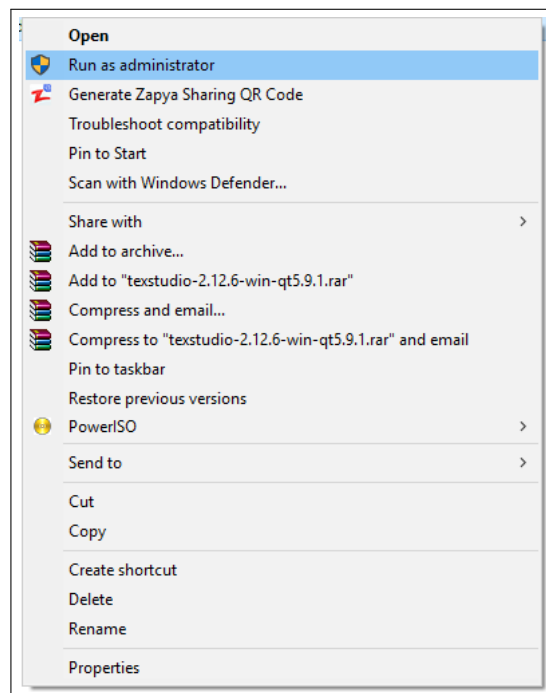 Open
Run as administrator
Generate Zapya Sharing QR Code
Troubleshoot compatibility
Pin to Start
Scan with Windows Defender...
Share with
Add to archive...
Add to "texstudio-2.12.6-win-qt5.9.1.rar"
Compress and email...
Compress to "texstudio-2.12.6-win-qt5.9.1.rar" and email
Pin to taskbar
Restore previous versions
PowerISO
Send to
Cut
Copy
Create shortcut
Delete
Rename
Properties